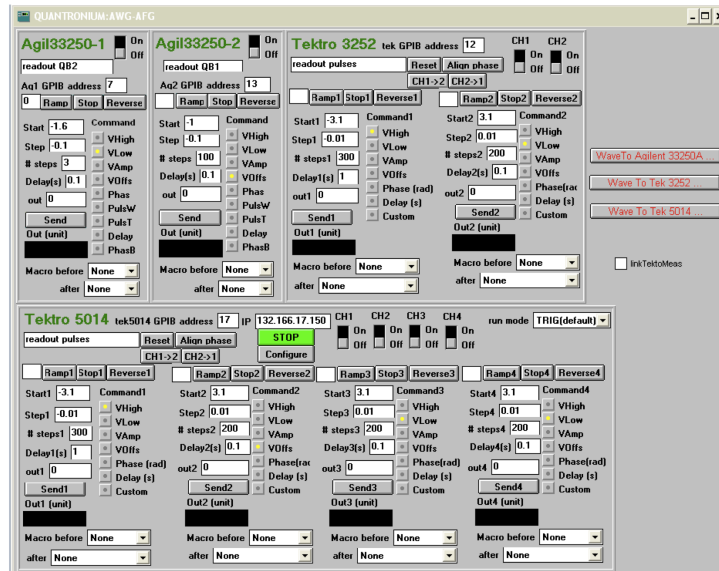 QUANTRONIUM:AWG-AFG
Agil33250-1 On Off
readout QB2
Aq1 GPIB address 7
0 Ramp Stop Reverse
Start -1.6 Command
Step -0.1
# steps 3
Delay(s) 0.1
out 0
VHigh
VLow
VAmp
VOffs
Phas
PulsW
PulsT
Delay
PhasB
Send
Out (unit)
Macro before None
after None
Agil33250-2 On Off
readout QB1
Aq2 GPIB address 13
Ramp Stop Reverse
Start -1 Command
Step -0.1
# steps 100
Delay(s) 0.1
out 0
VHigh
VLow
VAmp
VOffs
Phas
PulsW
PulsT
Delay
PhasB
Send
Out (unit)
Macro before None
after None
Tektro 3252 tek GPIB address 12 CH1 CH2
On Off On Off
readout pulses Reset Align phase
CH1->2 CH2->1
Ramp1 Stop1 Reverse1
Start1 -3.1 Command1
Step1 -0.01
# steps1 300
Delay1(s) 1
out1 0
VHigh
VLow
VAmp
VOffs
Phase (rad)
Delay (s)
Custom
Send1
Out1 (unit)
Macro before None
after None
Ramp2 Stop2 Reverse2
Start2 3.1 Command2
Step2 0.01
# steps2 200
Delay2(s) 0.1
out2 0
VHigh
VLow
VAmp
VOffs
Phase(rac
Delay (s)
Custom
Send2
Out2 (unit)
Macro before None
after None
WaveTo Agilent 33250A ...
Wave To Tek 3252 ...
Wave To Tek 5014 ...
linkTektoMeas
Tektro 5014 tek5014 GPIB address 17 IP 132.166.17.150 CH1 CH2 CH3 CH4
On Off On Off On Off On Off
run mode TRIG(default)
readout pulses Reset Align phase STOP
CH1->2 CH2->1 Configure
Ramp1 Stop1 Reverse1
Start1 -3.1 Command1
Step1 -0.01
# steps1 300
Delay1(s) 1
out1 0
VHigh
VLow
VAmp
VOffs
Phase (rad)
Delay (s)
Custom
Send1
Out1 (unit)
Macro before None
after None
Ramp2 Stop2 Reverse2
Start2 3.1 Command2
Step2 0.01
# steps2 200
Delay2(s) 0.1
out2 0
VHigh
VLow
VAmp
VOffs
Phase(rac
Delay (s)
Custom
Send2
Out2 (unit)
Macro before None
after None
Ramp3 Stop3 Reverse3
Start3 3.1 Command3
Step3 0.01
# steps3 200
Delay3(s) 0.1
out3 0
VHigh
VLow
VAmp
VOffs
Phase(rad)
Delay (s)
Custom
Send3
Out3 (unit)
Macro before None
after None
Ramp4 Stop4 Reverse4
Start4 3.1 Command4
Step4 0.01
# steps4 200
Delay4(s) 0.1
out4 0
VHigh
VLow
VAmp
VOffs
Phase(rad)
Delay (s)
Custom
Send4
Out4 (unit)
Macro before None
after None